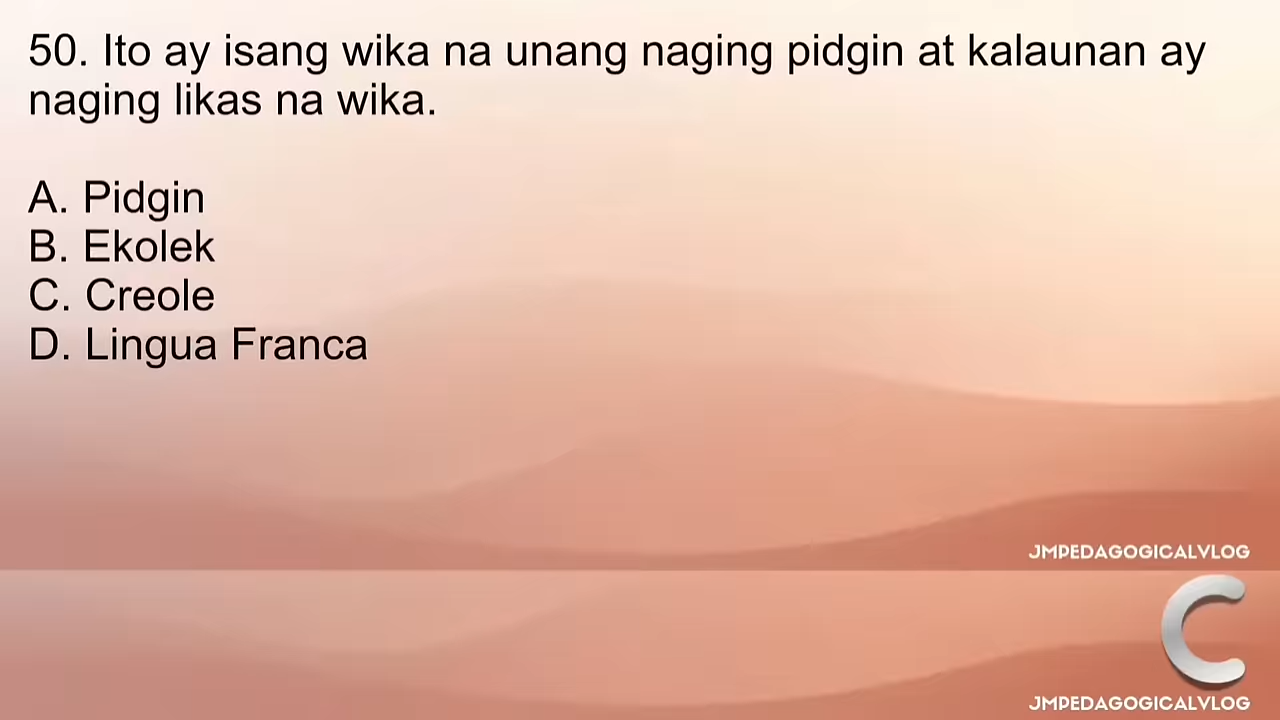 50. Ito ay isang wika na unang naging pidgin at kalaunan ay
naging likas na wika.
A. Pidgin
B. Ekolek
C. Creole
D. Lingua Franca
JMPEDAGOGICALVLOG
C
JMPEDAGOGICALVLOG